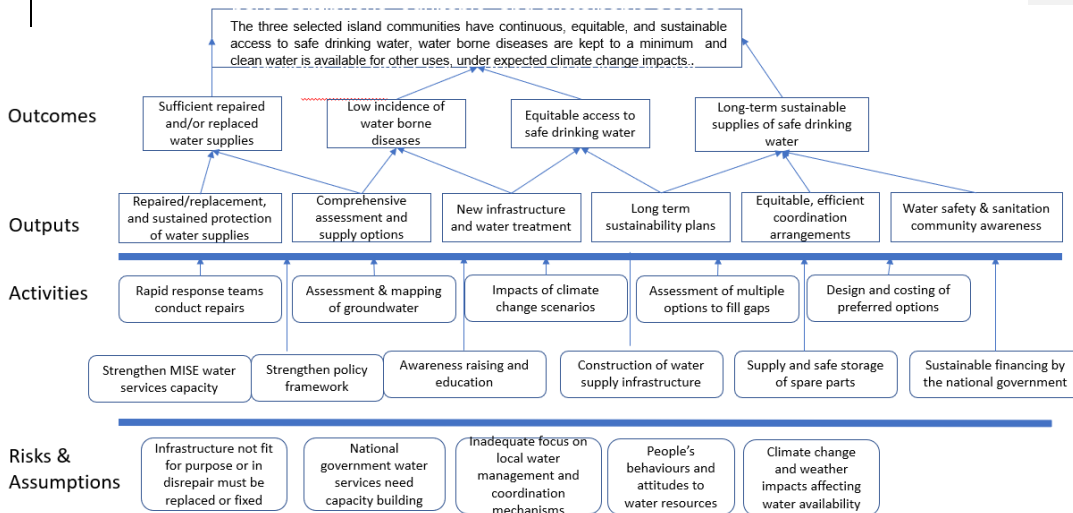 The three selected island communities have continuous, equitable, and sustainable
access to safe drinking water, water borne diseases are kept to a minimum and
clean water is available for other uses, under expected climate change impacts..
Outcomes
Sufficient repaired
and/or replaced
water supplies
Low incidence of
water borne
diseases
Equitable access to
safe drinking water
Long-term sustainable
supplies of safe drinking
water
Outputs
Repaired/replacement,
and sustained protection
of water supplies
Comprehensive
assessment and
supply options
New infrastructure
and water treatment
Long term
sustainability plans
Equitable, efficient
coordination
arrangements
Water safety & sanitation
community awareness
Activities
Rapid response teams
conduct repairs
Assessment & mapping
of groundwater
Impacts of climate
change scenarios
Assessment of multiple
options to fill gaps
Design and costing of
preferred options
Strengthen MISE water
services capacity
Strengthen policy
framework
Awareness raising and
education
Construction of water
supply infrastructure
Supply and safe storage
of spare parts
Sustainable financing by
the national government
Risks &
Assumptions
Infrastructure not fit
for purpose or in
disrepair must be
replaced or fixed
National
government water
services need
capacity building
Inadequate focus on
local water
management and
coordination
mechanisms
People's
behaviours and
attitudes to
water resources
Climate change
and weather
impacts affecting
water availability